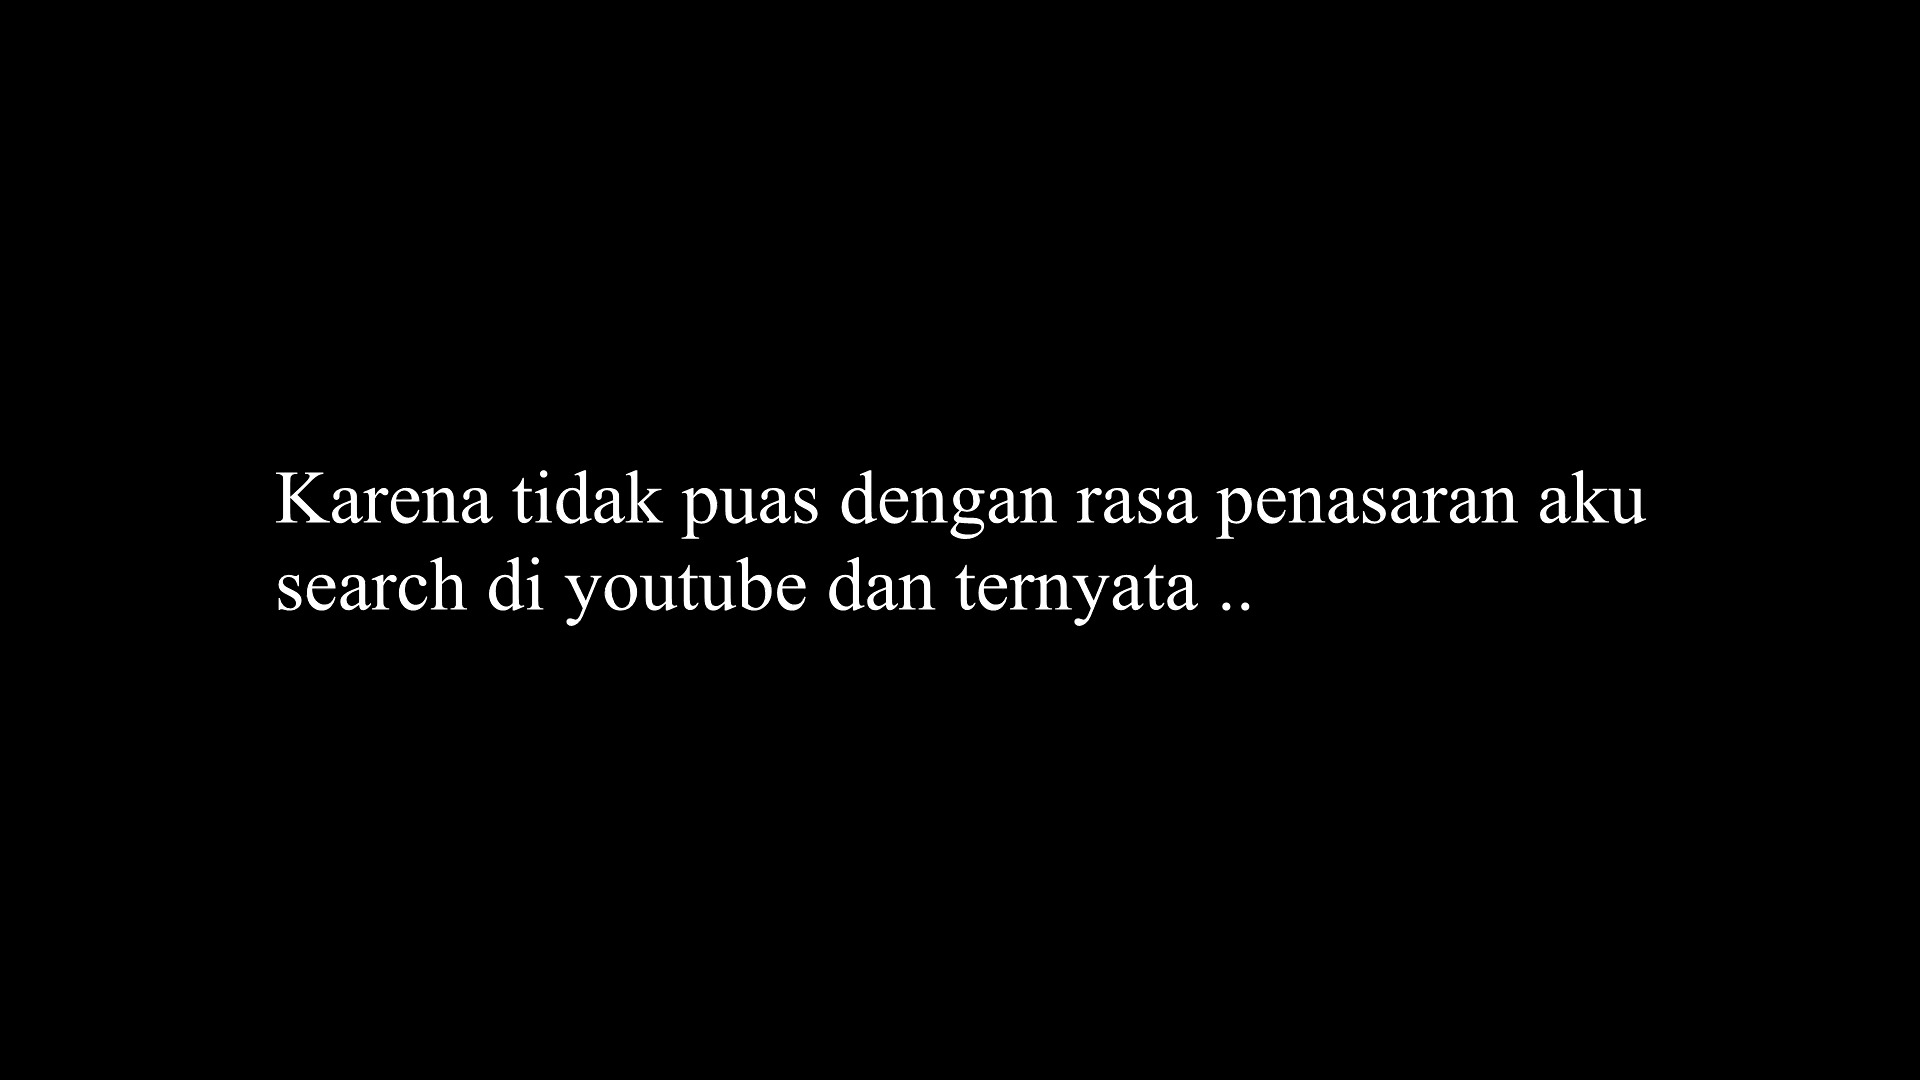 Karena tidak puas dengan rasa penasaran aku
search di youtube dan ternyata ..